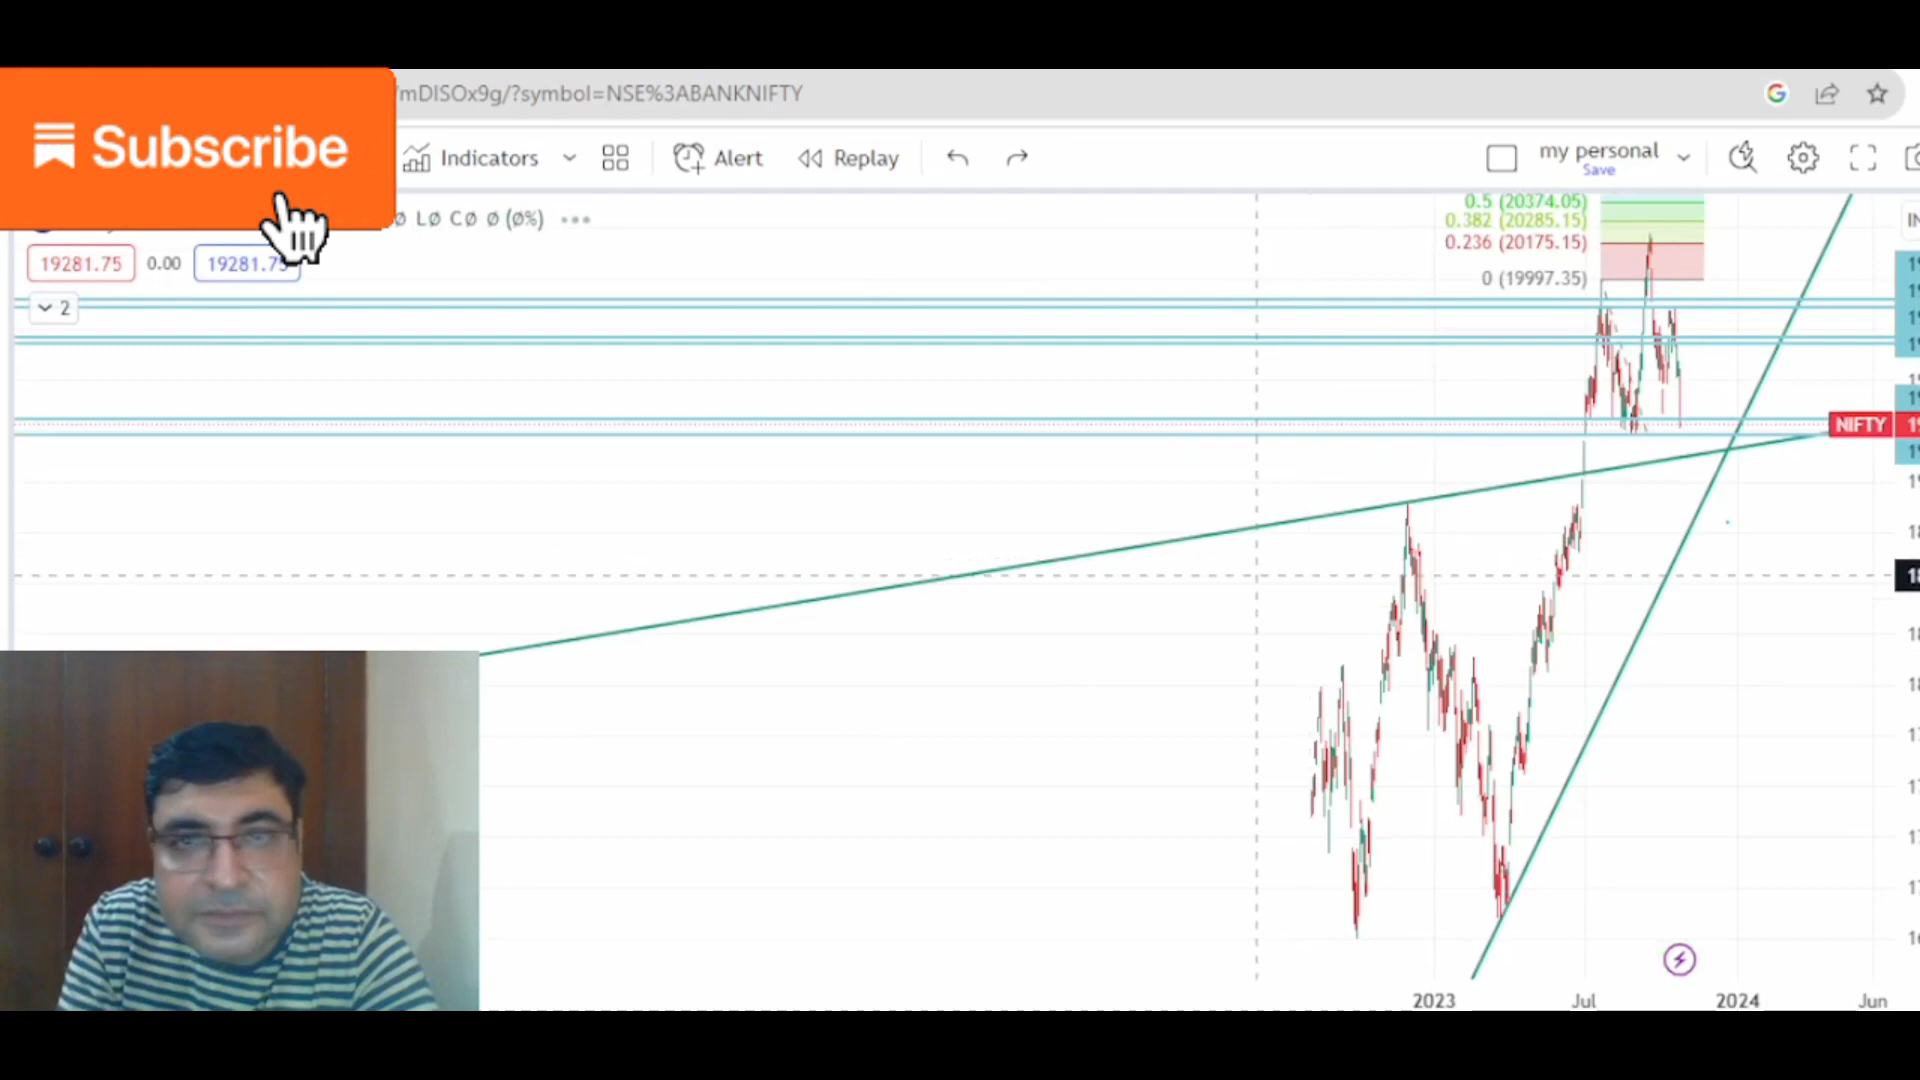 /mDISOx9g/?symbol=NSE%3ABANKNIFTY
Subscribe
Indicators
Alert
Replay
my personal
Save
Ø LØ CØ Ø (Ø%)
19281.75
0.00
19281.75
2
0.5 (20374.05)
0.382 (20285.15)
0.236 (20175.15)
0 (19997.35)
NIFTY
2023
Jul
2024
Jun